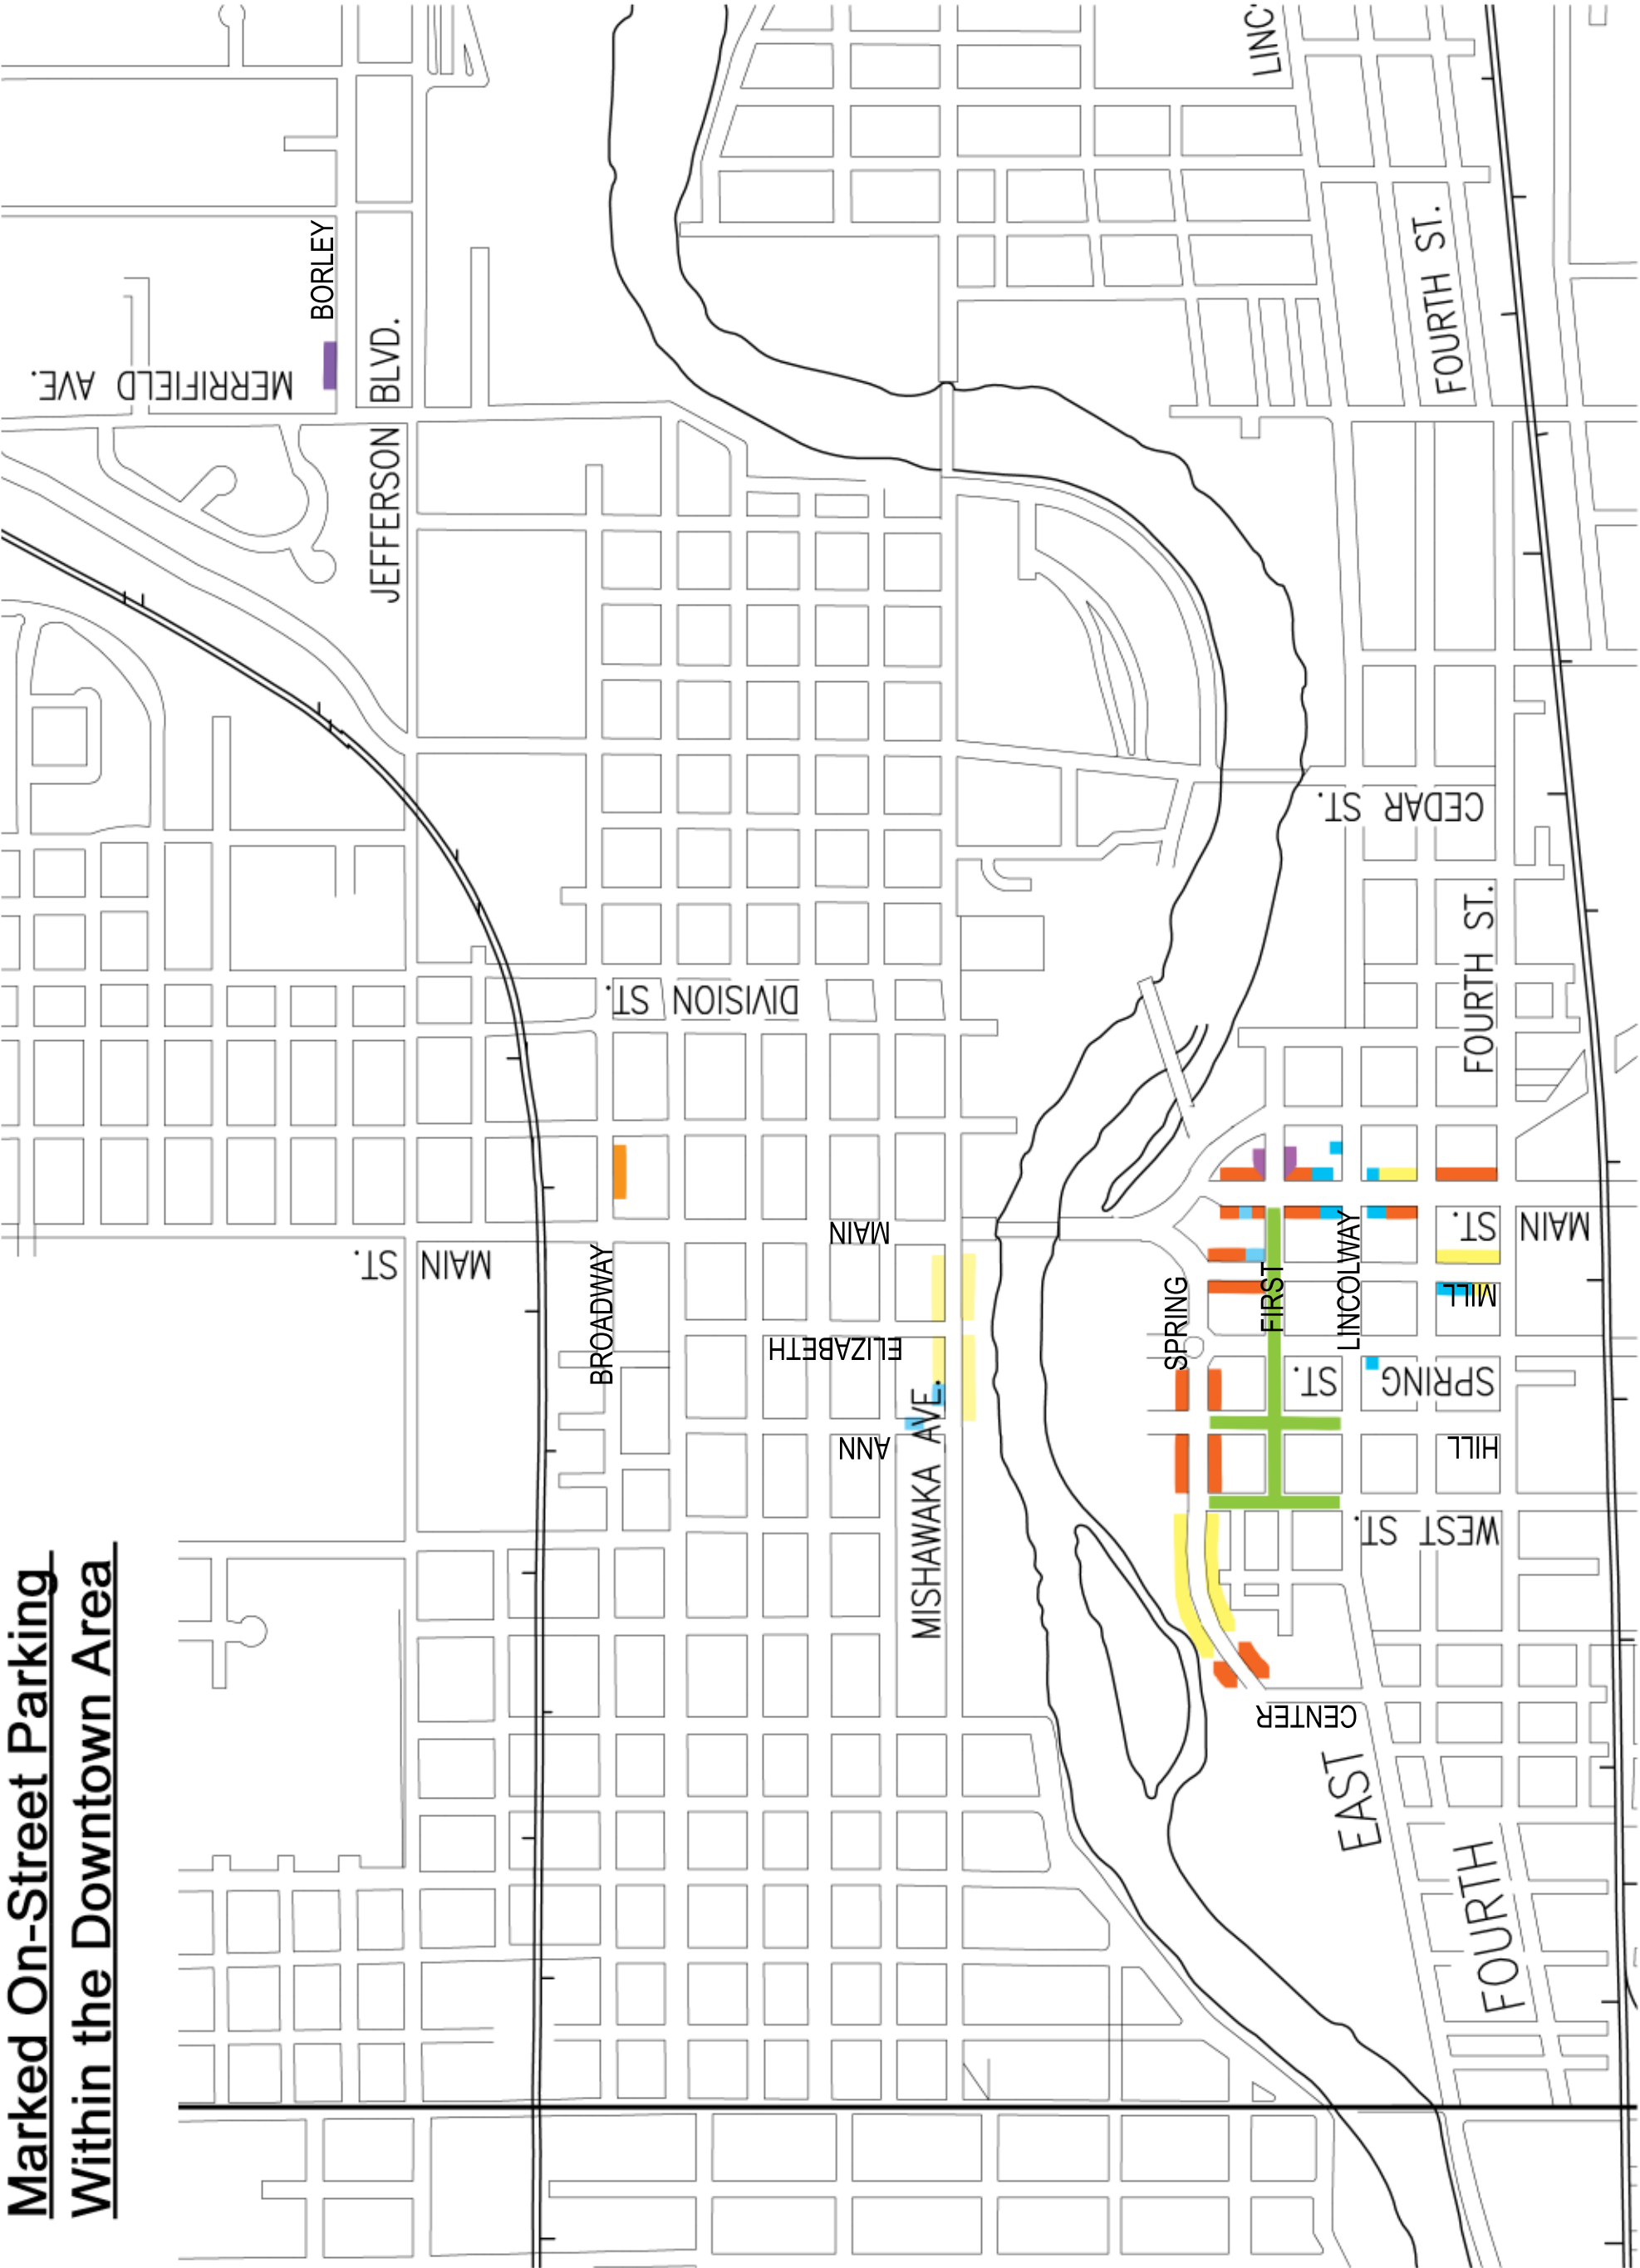 Marked On-Street Parking
Within the Downtown Area
MERRIFIELD AVE.
BORLEY
JEFFERSON BLVD.
LINC
FOURTH ST.
CEDAR ST.
DIVISION ST.
FOURTH ST.
MAIN ST.
BROADWAY
MAIN
ELIZABETH
ANN
MISHAWAKA AVE.
SPRING
FIRST
LINCOLWAY
MAIN ST.
MILL
SPRING ST.
HILL
WEST ST.
CENTER
EAST
FOURTH